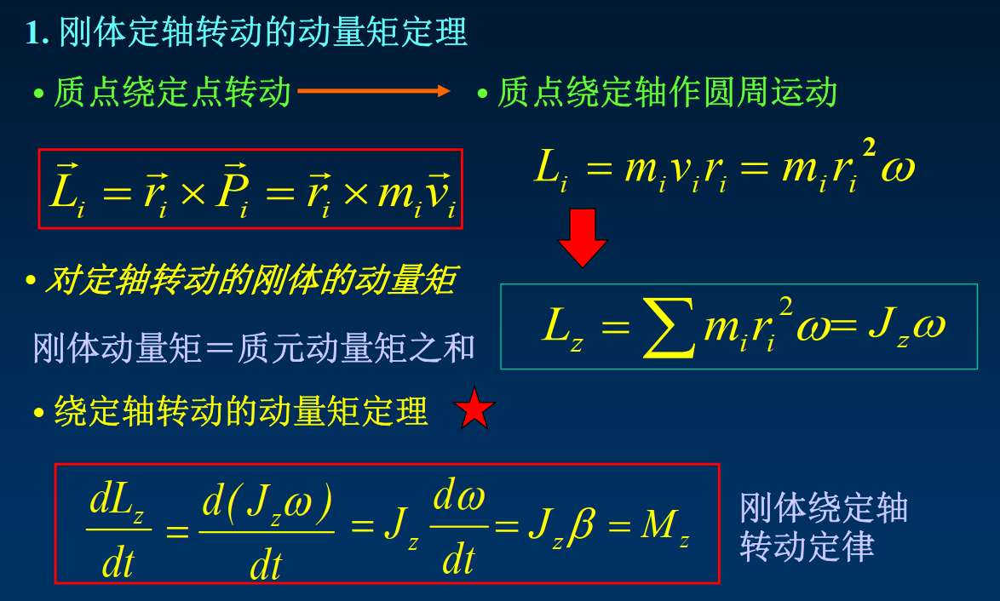 1. 刚体定轴转动的动量矩定理
• 质点绕定点转动
• 质点绕定轴作圆周运动
$\vec{L}_i = \vec{r}_i \times \vec{P}_i = \vec{r}_i \times m_i \vec{v}_i$
$L_i = m_i v_i r_i = m_i r_i^2 \omega$
• 对定轴转动的刚体的动量矩
刚体动量矩＝质元动量矩之和
$L_z = \sum m_i r_i^2 \omega = J_z \omega$
• 绕定轴转动的动量矩定理
$\frac{dL_z}{dt} = \frac{d(J_z \omega)}{dt} = J_z \frac{d\omega}{dt} = J_z \beta = M_z$
刚体绕定轴
转动定律